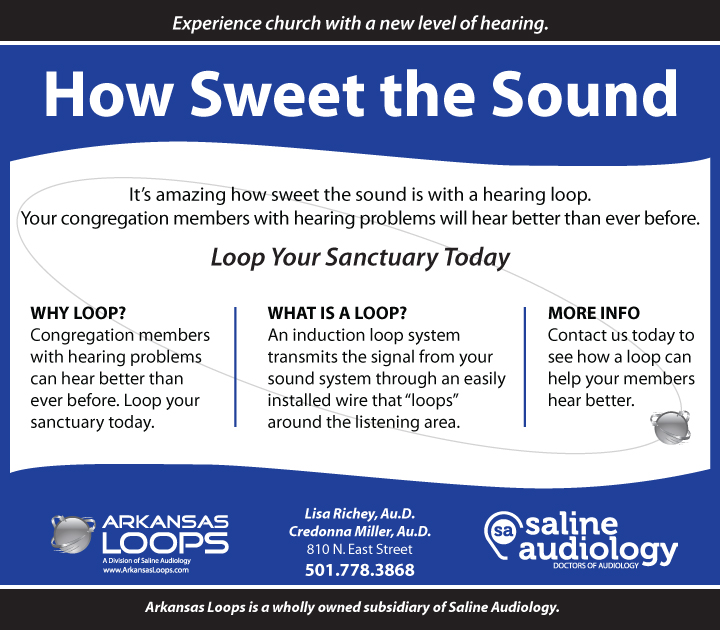 Experience church with a new level of hearing.
How Sweet the Sound
It's amazing how sweet the sound is with a hearing loop.
Your congregation members with hearing problems will hear better than ever before.
Loop Your Sanctuary Today
WHY LOOP?
Congregation members
with hearing problems
can hear better than
ever before. Loop your
sanctuary today.
WHAT IS A LOOP?
An induction loop system
transmits the signal from your
sound system through an easily
installed wire that “loops”
around the listening area.
MORE INFO
Contact us today to
see how a loop can
help your members
hear better.
ARKANSAS
LOOPS
A Division of Saline Audiology
www.ArkansasLoops.com
Lisa Richey, Au.D.
Credonna Miller, Au.D.
810 N. East Street
501.778.3868
sa
saline
audiology
DOCTORS OF AUDIOLOGY
Arkansas Loops is a wholly owned subsidiary of Saline Audiology.